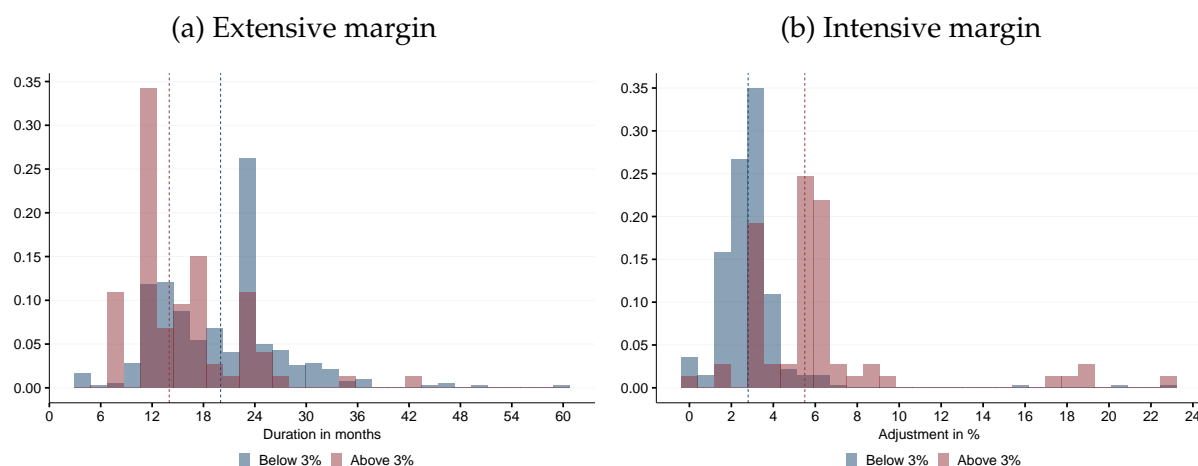 (a) Extensive margin
0.35
0.30
0.25
0.20
0.15
0.10
0.05
0.00
0 6 12 18 24 30 36 42 48 54 60
Duration in months
Below 3% Above 3%
(b) Intensive margin
0.35
0.30
0.25
0.20
0.15
0.10
0.05
0.00
0 2 4 6 8 10 12 14 16 18 20 22 24
Adjustment in %
Below 3% Above 3%